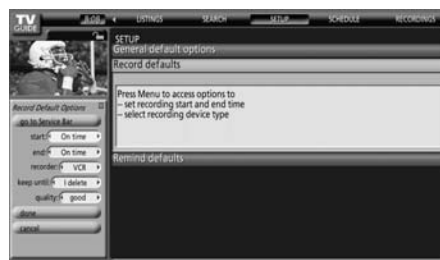 TV
GUIDE
LISTINGS
SEARCH
SETUP
SCHEDULE
RECORDINGS
SETUP
General default options
Record defaults
Press Menu to access options to
– set recording start and end time
– select recording device type
Remind defaults
Record Default Options
go to Service Bar
start: On time
end: On time
recorder: VCR
keep until: I delete
quality: good
done
cancel